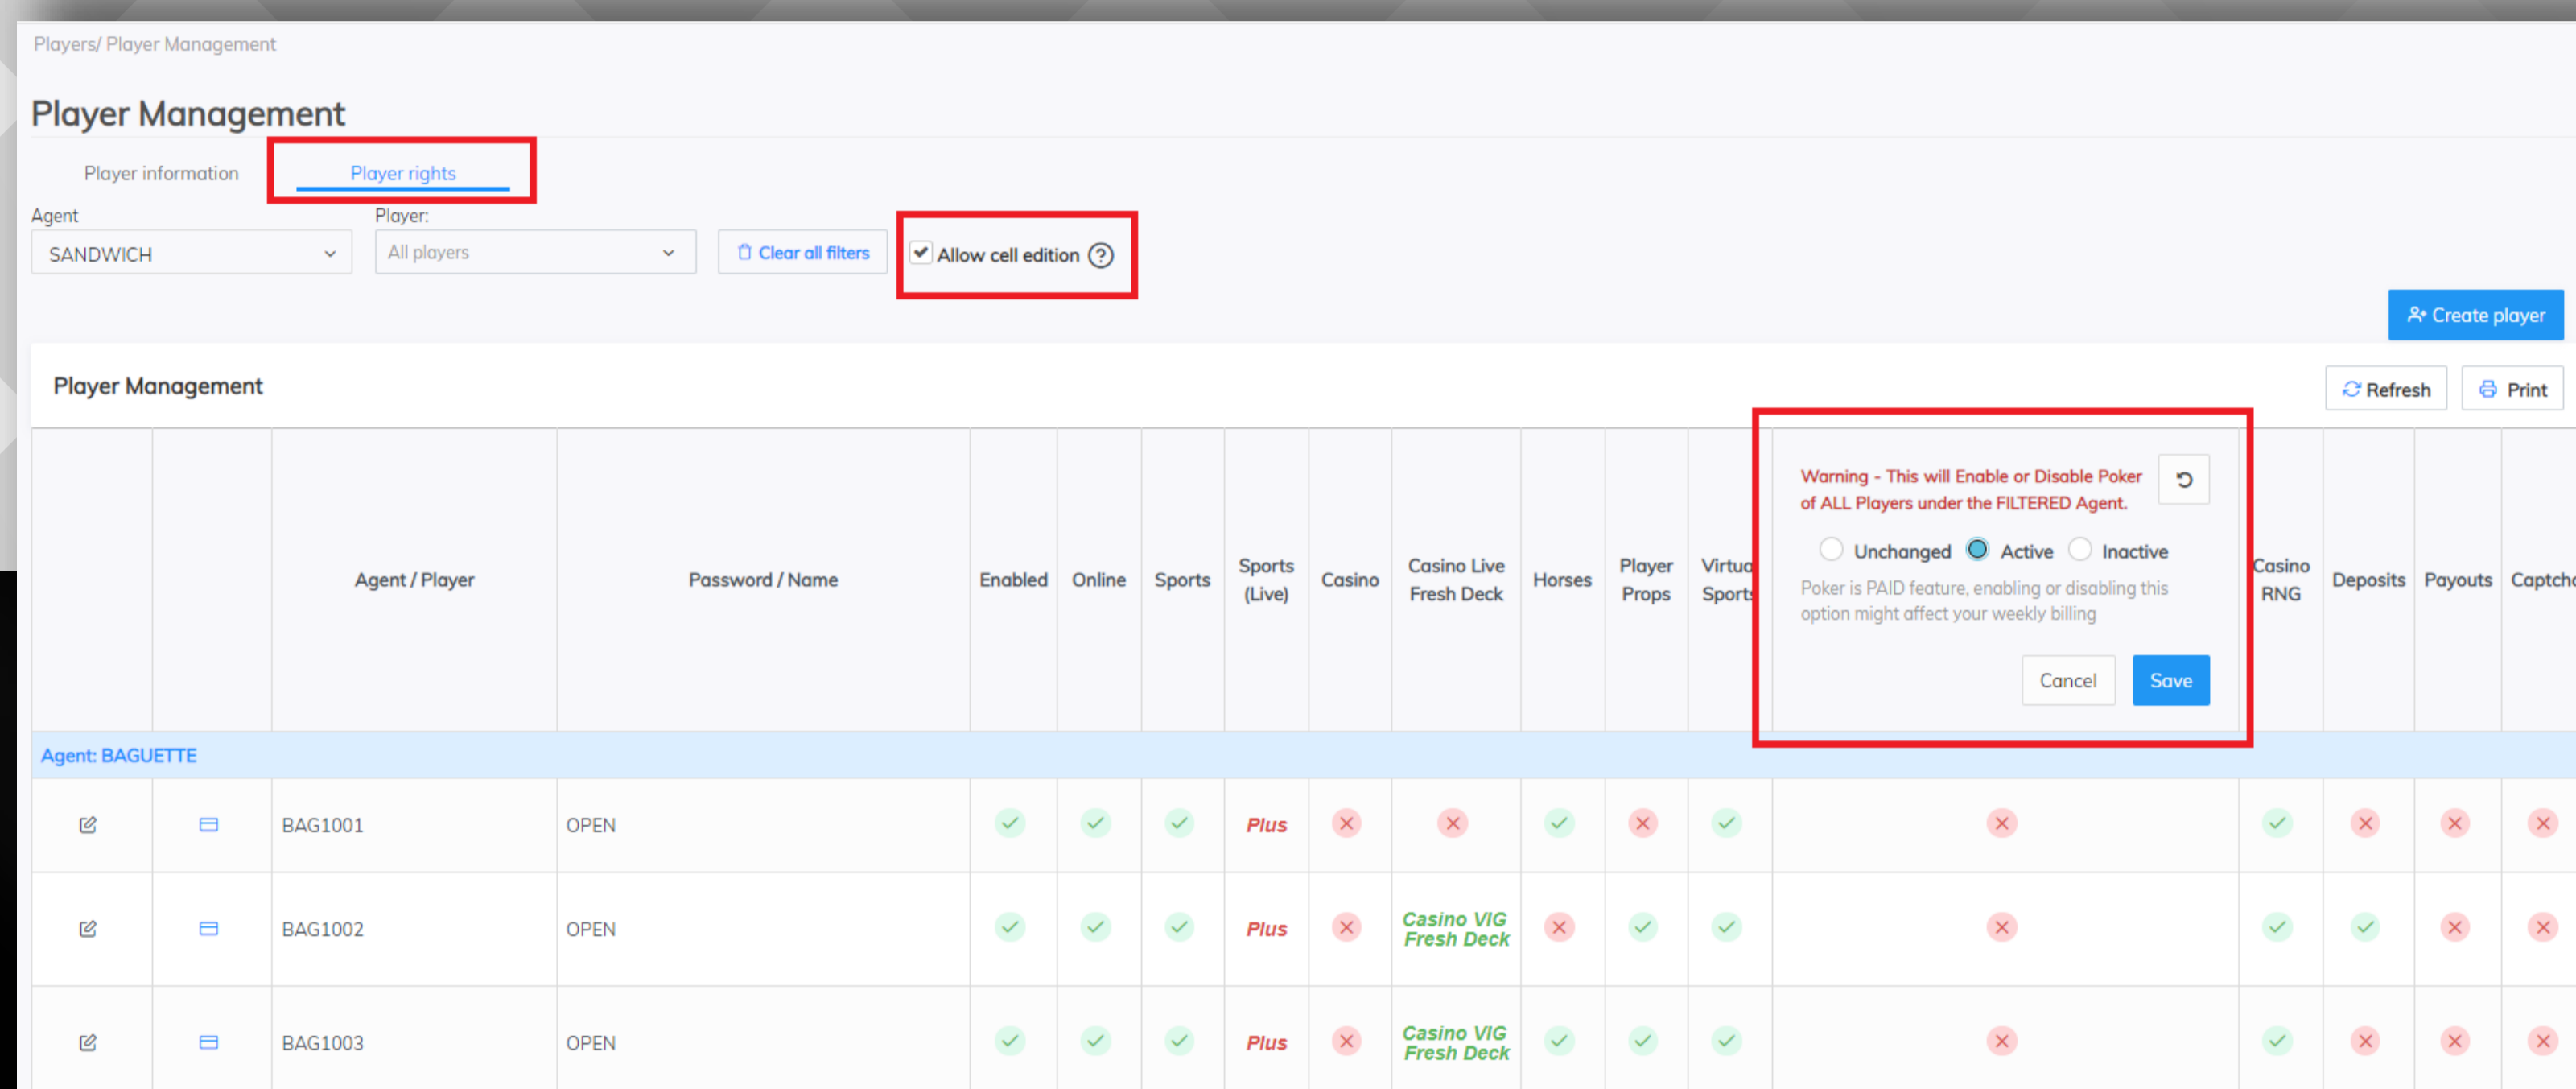 Players/ Player Management
Player Management
Player information Player rights
Agent Player:
SANDWICH All players Clear all filters Allow cell edition ?
Create player
Player Management Refresh Print
Agent / Player Password / Name Enabled Online Sports Sports (Live) Casino Casino Live Fresh Deck Horses Player Props Virtua Sports
Warning - This will Enable or Disable Poker
of ALL Players under the FILTERED Agent.
Unchanged Active Inactive
Poker is PAID feature, enabling or disabling this
option might affect your weekly billing
Cancel Save
Casino RNG Deposits Payouts Captch
Agent: BAGUETTE
BAG1001 OPEN Plus
BAG1002 OPEN Plus Casino VIG Fresh Deck
BAG1003 OPEN Plus Casino VIG Fresh Deck